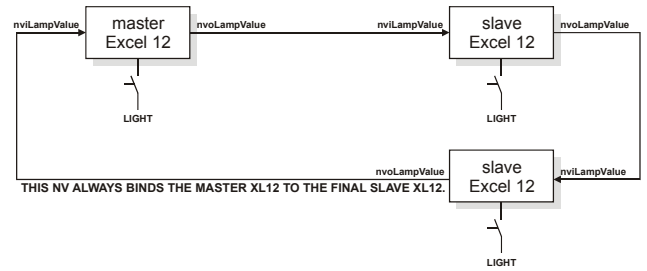 nviLampValue
master
Excel 12
nvoLampValue
nviLampValue
slave
Excel 12
nvoLampValue
LIGHT
LIGHT
nvoLampValue
slave
Excel 12
nviLampValue
THIS NV ALWAYS BINDS THE MASTER XL12 TO THE FINAL SLAVE XL12.
LIGHT